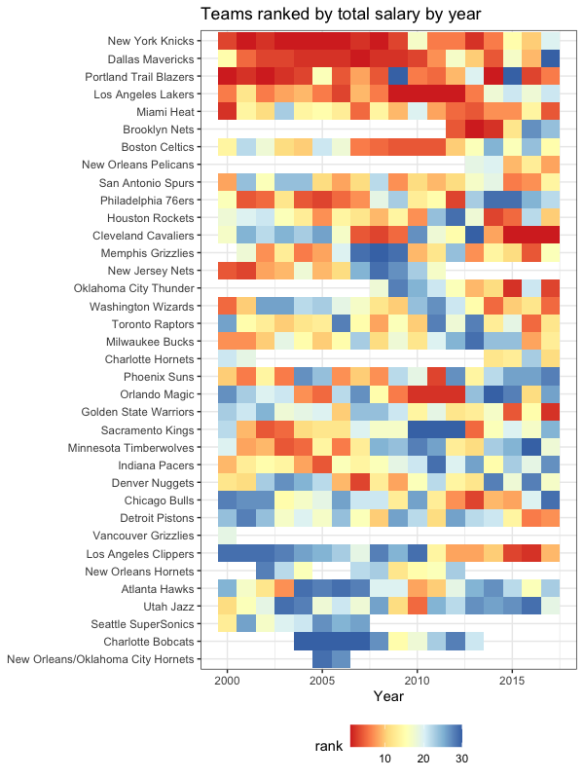 Teams ranked by total salary by year
New York Knicks
Dallas Mavericks
Portland Trail Blazers
Los Angeles Lakers
Miami Heat
Brooklyn Nets
Boston Celtics
New Orleans Pelicans
San Antonio Spurs
Philadelphia 76ers
Houston Rockets
Cleveland Cavaliers
Memphis Grizzlies
New Jersey Nets
Oklahoma City Thunder
Washington Wizards
Toronto Raptors
Milwaukee Bucks
Charlotte Hornets
Phoenix Suns
Orlando Magic
Golden State Warriors
Sacramento Kings
Minnesota Timberwolves
Indiana Pacers
Denver Nuggets
Chicago Bulls
Detroit Pistons
Vancouver Grizzlies
Los Angeles Clippers
New Orleans Hornets
Atlanta Hawks
Utah Jazz
Seattle SuperSonics
Charlotte Bobcats
New Orleans/Oklahoma City Hornets
2000 2005 2010 2015
Year
rank
10 20 30